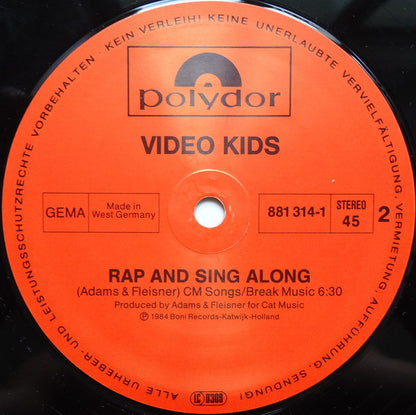 ALLE URHEBER- UND LEISTUNGSSCHUTZRECHTE VORBEHALTEN · KEIN VERLEIH! KEINE UNERLAUBTE VERVIELFÄLTIGUNG, VERMIETUNG, AUFFÜHRUNG, SENDUNG!
polydor
VIDEO KIDS
GEMA
Made in
West Germany
881 314-1
STEREO
45
2
RAP AND SING ALONG
(Adams & Fleisner) CM Songs/Break Music 6:30
Produced by Adams & Fleisner for Cat Music
℗ 1984 Boni Records-Katwijk-Holland
LC 0309